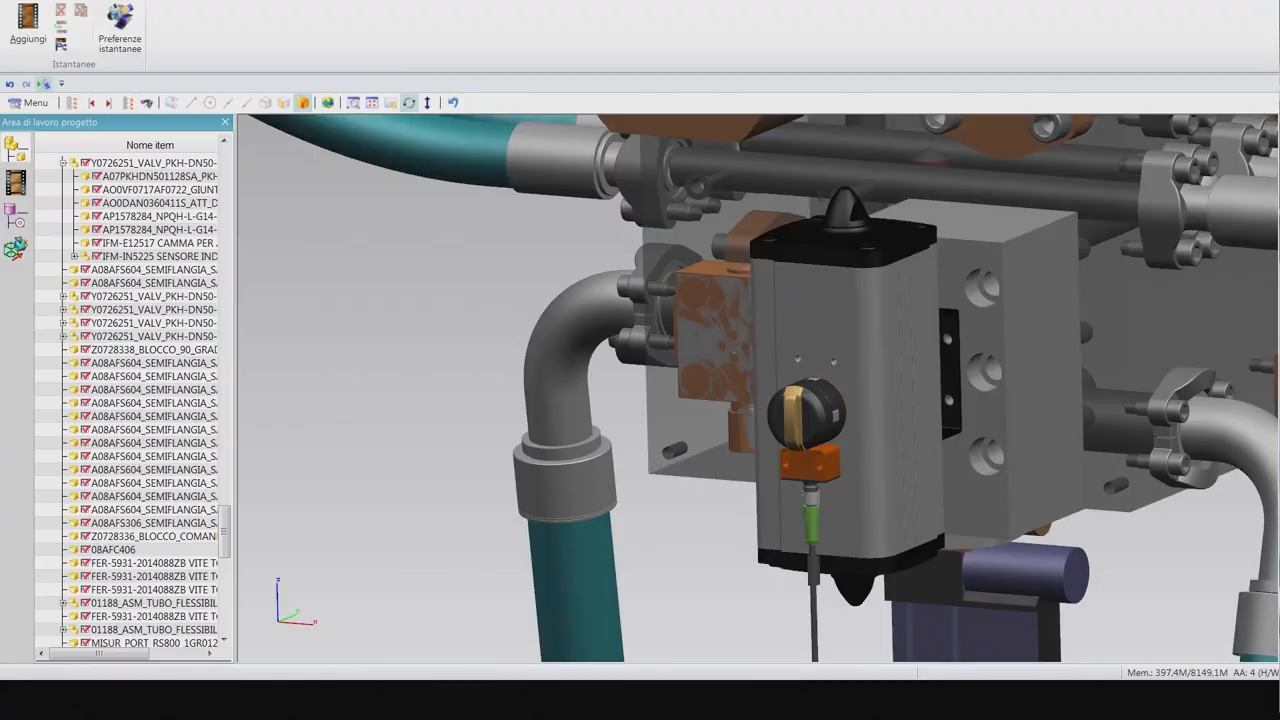 Aggiungi
Preferenze
istantanee
Istantanee
Menu
Area di lavoro progetto
Nome item
Y0726251_VALV_PKH-DN50-
A07PKHDN501128SA_PKH
AO0VF0717AF0722_GIUNT
AO0DAN0360411S_ATT_D
AP1578284_NPQH-L-G14-
AP1578284_NPQH-L-G14-
IFM-E12517 CAMMA PER A
IFM-IN5225 SENSORE IND
A08AFS604_SEMIFLANGIA_S
Y0726251_VALV_PKH-DN50-
Y0726251_VALV_PKH-DN50-
Y0726251_VALV_PKH-DN50-
Y0726251_VALV_PKH-DN50-
Z0728338_BLOCCO_90_GRAD
A08AFS604_SEMIFLANGIA_S
A08AFS604_SEMIFLANGIA_S
A08AFS604_SEMIFLANGIA_S
A08AFS604_SEMIFLANGIA_S
A08AFS604_SEMIFLANGIA_S
A08AFS604_SEMIFLANGIA_S
A08AFS604_SEMIFLANGIA_S
A08AFS604_SEMIFLANGIA_S
A08AFS604_SEMIFLANGIA_S
A08AFS604_SEMIFLANGIA_S
A08AFS604_SEMIFLANGIA_S
A08AFS604_SEMIFLANGIA_S
A08AFS306_SEMIFLANGIA_S
Z0728336_BLOCCO_COMAN
08AFC406
FER-5931-2014088ZB VITE T
FER-5931-2014088ZB VITE T
FER-5931-2014088ZB VITE T
01188_ASM_TUBO_FLESSIBIL
FER-5931-2014088ZB VITE T
01188_ASM_TUBO_FLESSIBIL
MISUR_PORT_RS800_1GR012
Mem.: 397.4M/8149.1M AA: 4 (H/W